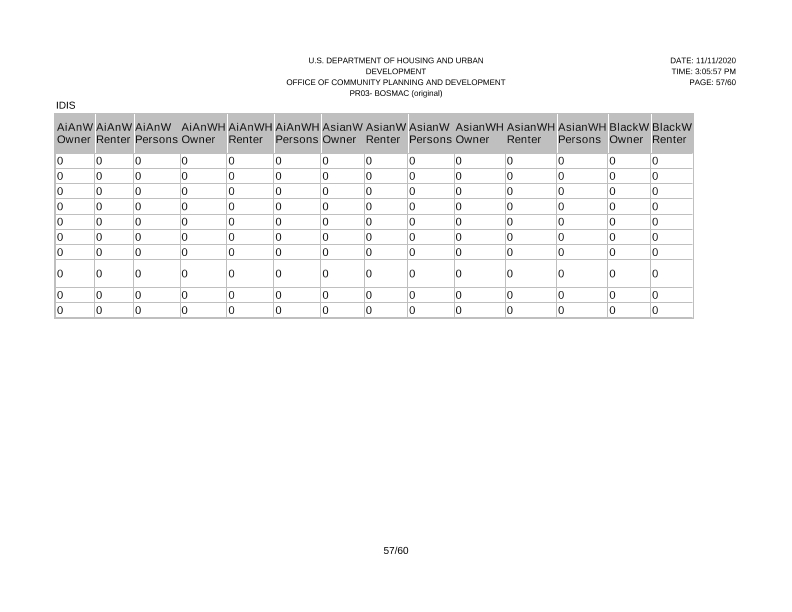 U.S. DEPARTMENT OF HOUSING AND URBAN
DEVELOPMENT
OFFICE OF COMMUNITY PLANNING AND DEVELOPMENT
PR03- BOSMAC (original)
DATE: 11/11/2020
TIME: 3:05:57 PM
PAGE: 57/60
IDIS
AiAnW AiAnW AiAnW AiAnWH AiAnWH AiAnWH AsianW AsianW AsianW AsianWH AsianWH AsianWH BlackW BlackW
Owner Renter Persons Owner Renter Persons Owner Renter Persons Owner Renter Persons Owner Renter
0 0 0 0 0 0 0 0 0 0 0 0 0 0
0 0 0 0 0 0 0 0 0 0 0 0 0 0
0 0 0 0 0 0 0 0 0 0 0 0 0 0
0 0 0 0 0 0 0 0 0 0 0 0 0 0
0 0 0 0 0 0 0 0 0 0 0 0 0 0
0 0 0 0 0 0 0 0 0 0 0 0 0 0
0 0 0 0 0 0 0 0 0 0 0 0 0 0
0 0 0 0 0 0 0 0 0 0 0 0 0 0
0 0 0 0 0 0 0 0 0 0 0 0 0 0
0 0 0 0 0 0 0 0 0 0 0 0 0 0
57/60